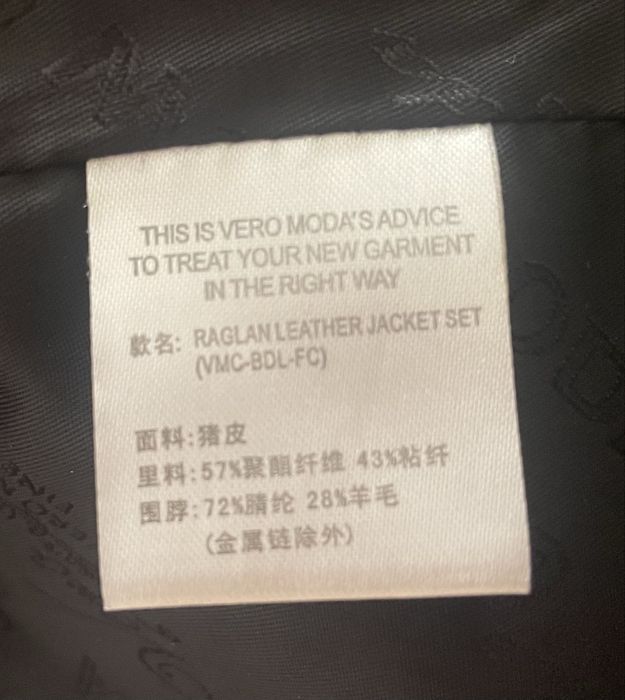 THIS IS VERO MODA'S ADVICE
TO TREAT YOUR NEW GARMENT
IN THE RIGHT WAY
款名: RAGLAN LEATHER JACKET SET
(VMC-BDL-FC)
面料:猪皮
里料:57%聚酯纤维 43%粘纤
围脖:72%腈纶 28%羊毛
(金属链除外)